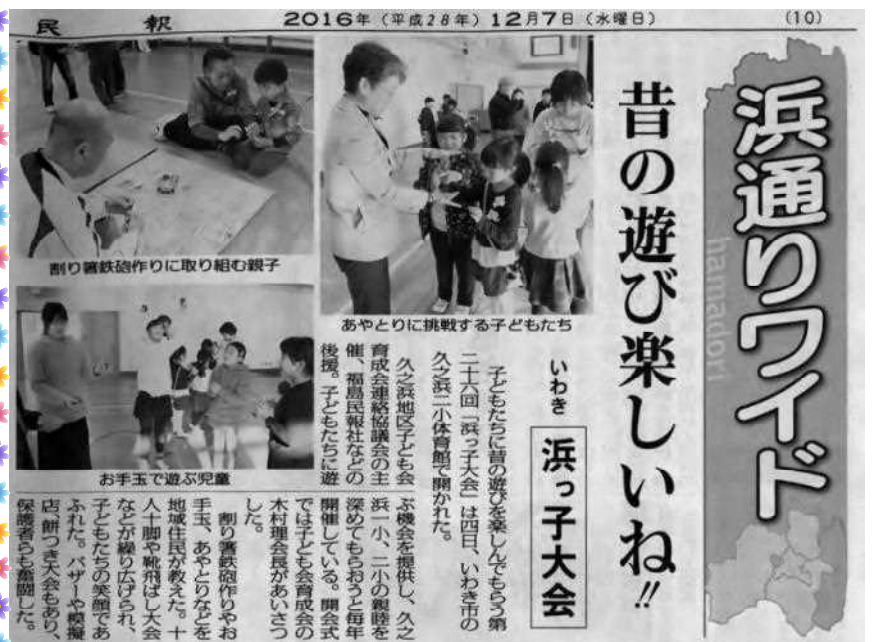 民報
2016年(平成28年)12月7日(水曜日)
(10)
浜通りワイド
hamadori
昔の遊び楽しいね!!
いわき
浜っ子大会
あやとりに挑戦する子どもたち
割り箸鉄砲作りに取り組む親子
お手玉で遊ぶ児童
子どもたちに昔の遊びを楽しんでもらう第
二十六回「浜っ子大会」は四日、いわき市の
久之浜二小体育館で開かれた。
久之浜地区子ども会
育成会連絡協議会の主
催、福島民報社などの
後援。子どもたちに遊
ぶ機会を提供し、久之
浜一小、二小の親睦を
深めてもらおうと毎年
開催している。開会式
では子ども会育成会の
木村理会長があいさつ
した。
割り箸鉄砲作りやお
手玉、あやとりなどを
地域住民が教えた。十
人十脚や靴飛ばし大会
などが繰り広げられ、
子どもたちの笑顔であ
ふれた。バザーや模擬
店、餅つき大会もあり、
保護者らも奮闘した。